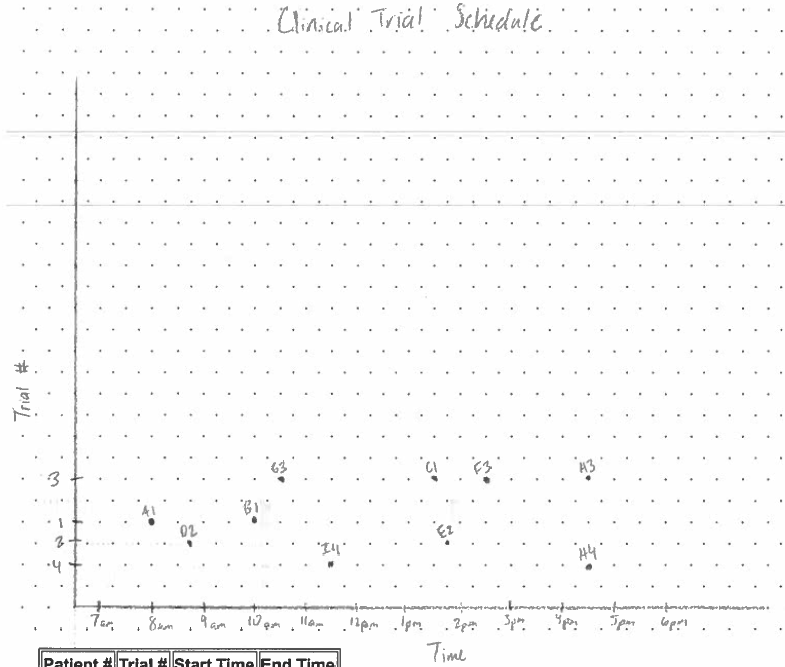 Clinical Trial Schedule
Trial #
G3
C1
F3
H3
3
A1
B1
1
D2
E2
2
I4
H4
4
7am 8am 9am 10am 11am 12pm 1pm 2pm 3pm 4pm 5pm 6pm
Time
Patient # Trial # Start Time End Time